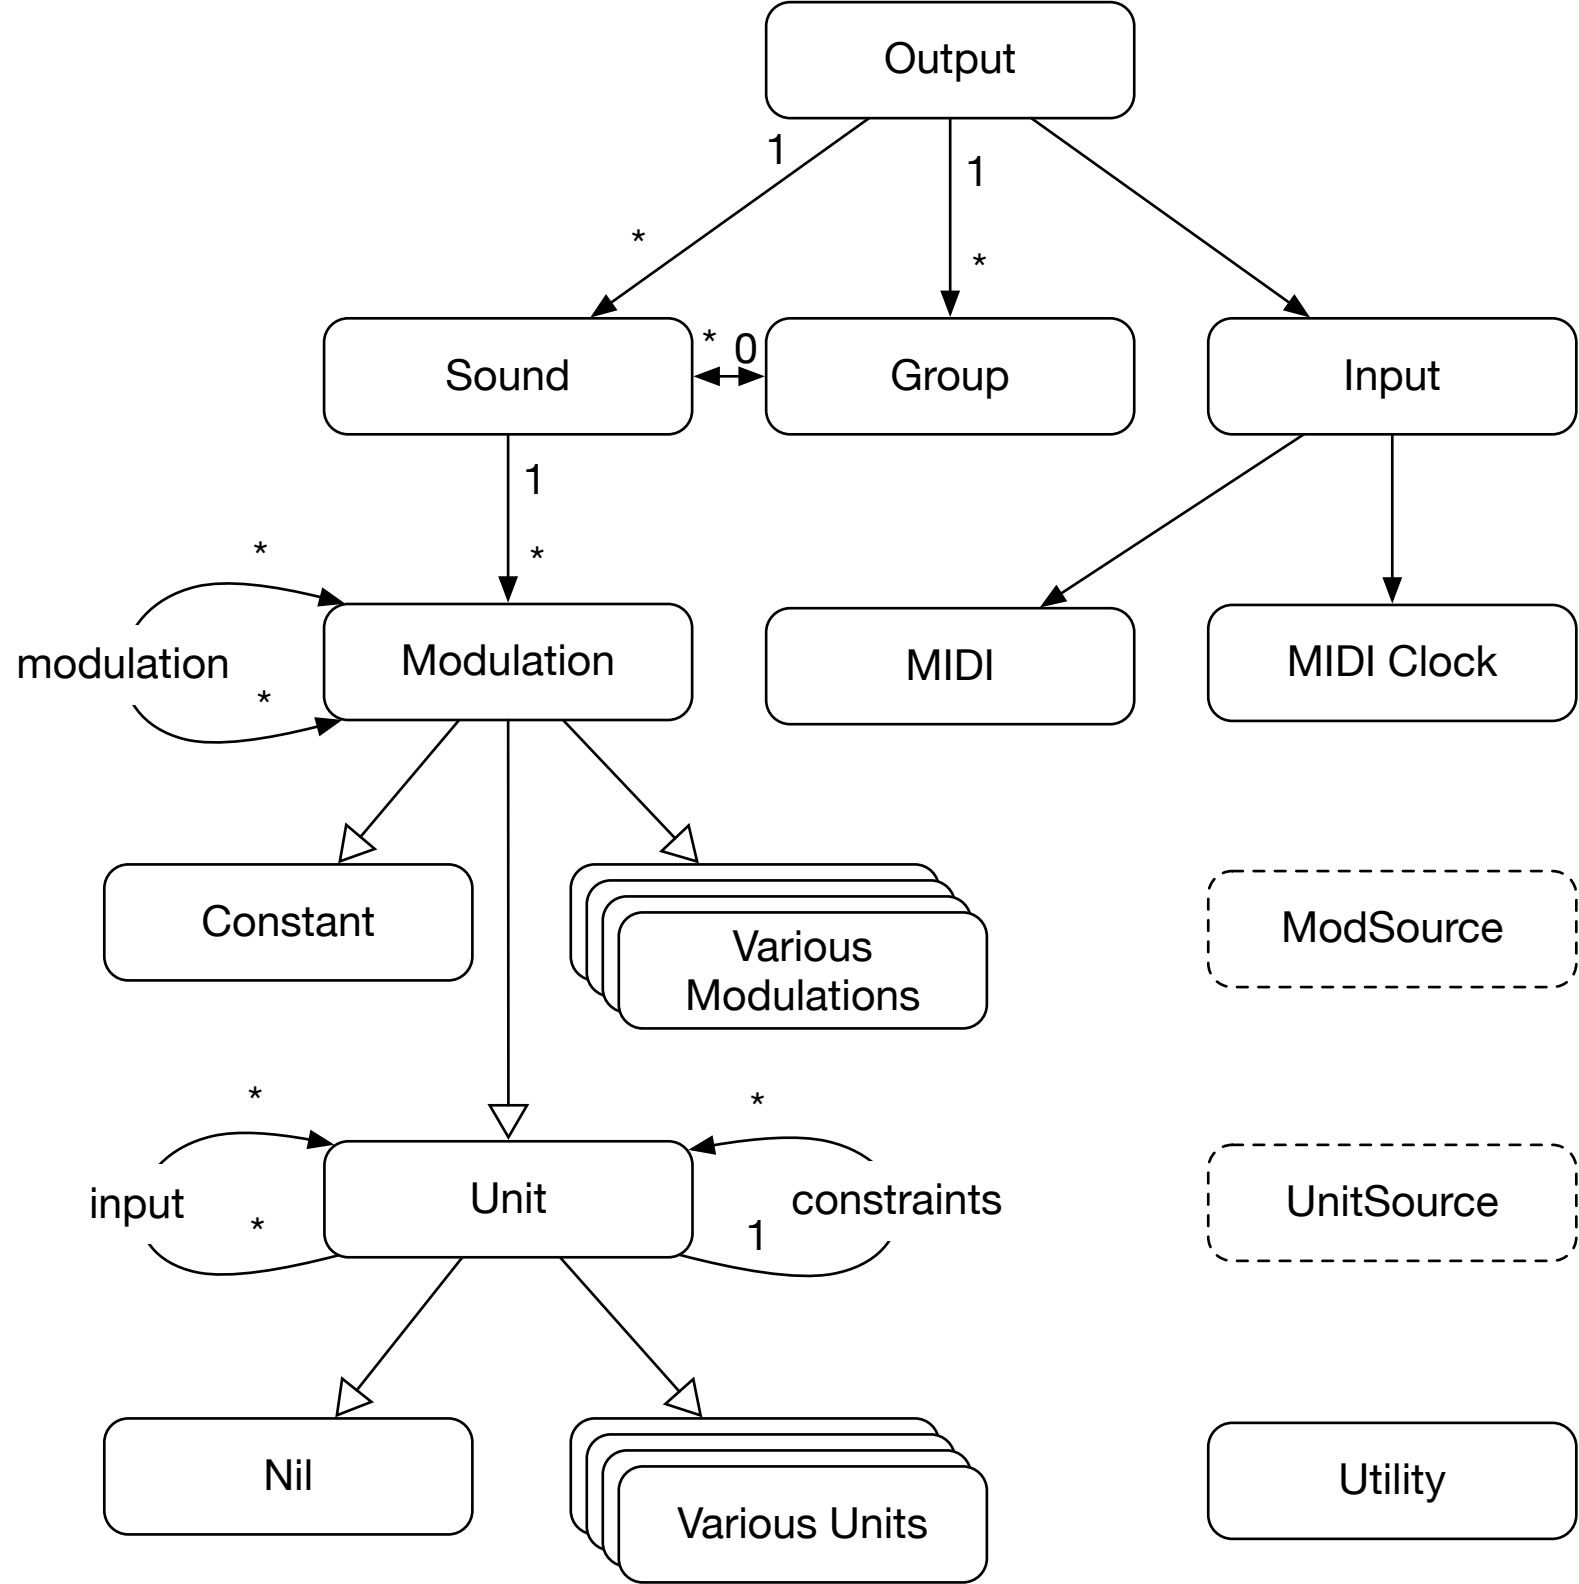 Output
1
1
*
*
Sound
* 0
Group
Input
1
*
*
modulation
*
Modulation
MIDI
MIDI Clock
Constant
Various
Modulations
ModSource
*
*
input
*
Unit
constraints
1
UnitSource
Nil
Various Units
Utility